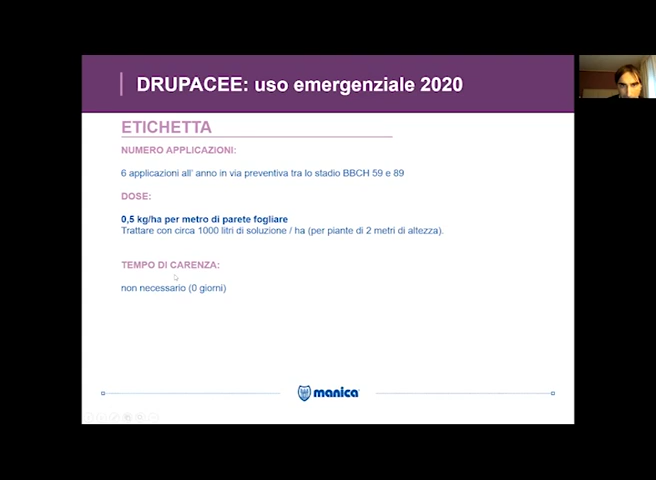 DRUPACEE: uso emergenziale 2020
ETICHETTA
NUMERO APPLICAZIONI:
6 applicazioni all' anno in via preventiva tra lo stadio BBCH 59 e 89
DOSE:
0,5 kg/ha per metro di parete fogliare
Trattare con circa 1000 litri di soluzione / ha (per piante di 2 metri di altezza).
TEMPO DI CARENZA:
non necessario (0 giorni)
manica